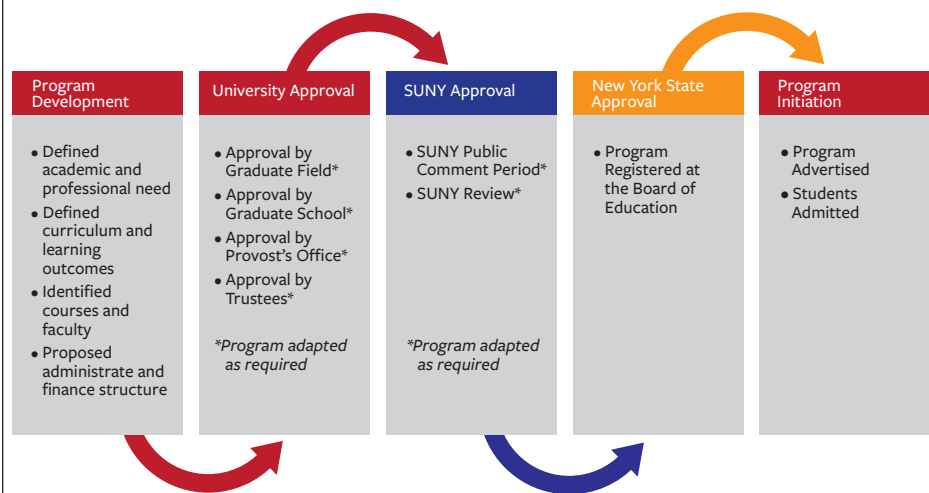 Program
Development
• Defined
academic and
professional need
• Defined
curriculum and
learning
outcomes
• Identified
courses and
faculty
• Proposed
administrate and
finance structure
University Approval
• Approval by
Graduate Field*
• Approval by
Graduate School*
• Approval by
Provost's Office*
• Approval by
Trustees*
*Program adapted
as required
SUNY Approval
• SUNY Public
Comment Period*
• SUNY Review*
*Program adapted
as required
New York State
Approval
• Program
Registered at
the Board of
Education
Program
Initiation
• Program
Advertised
• Students
Admitted